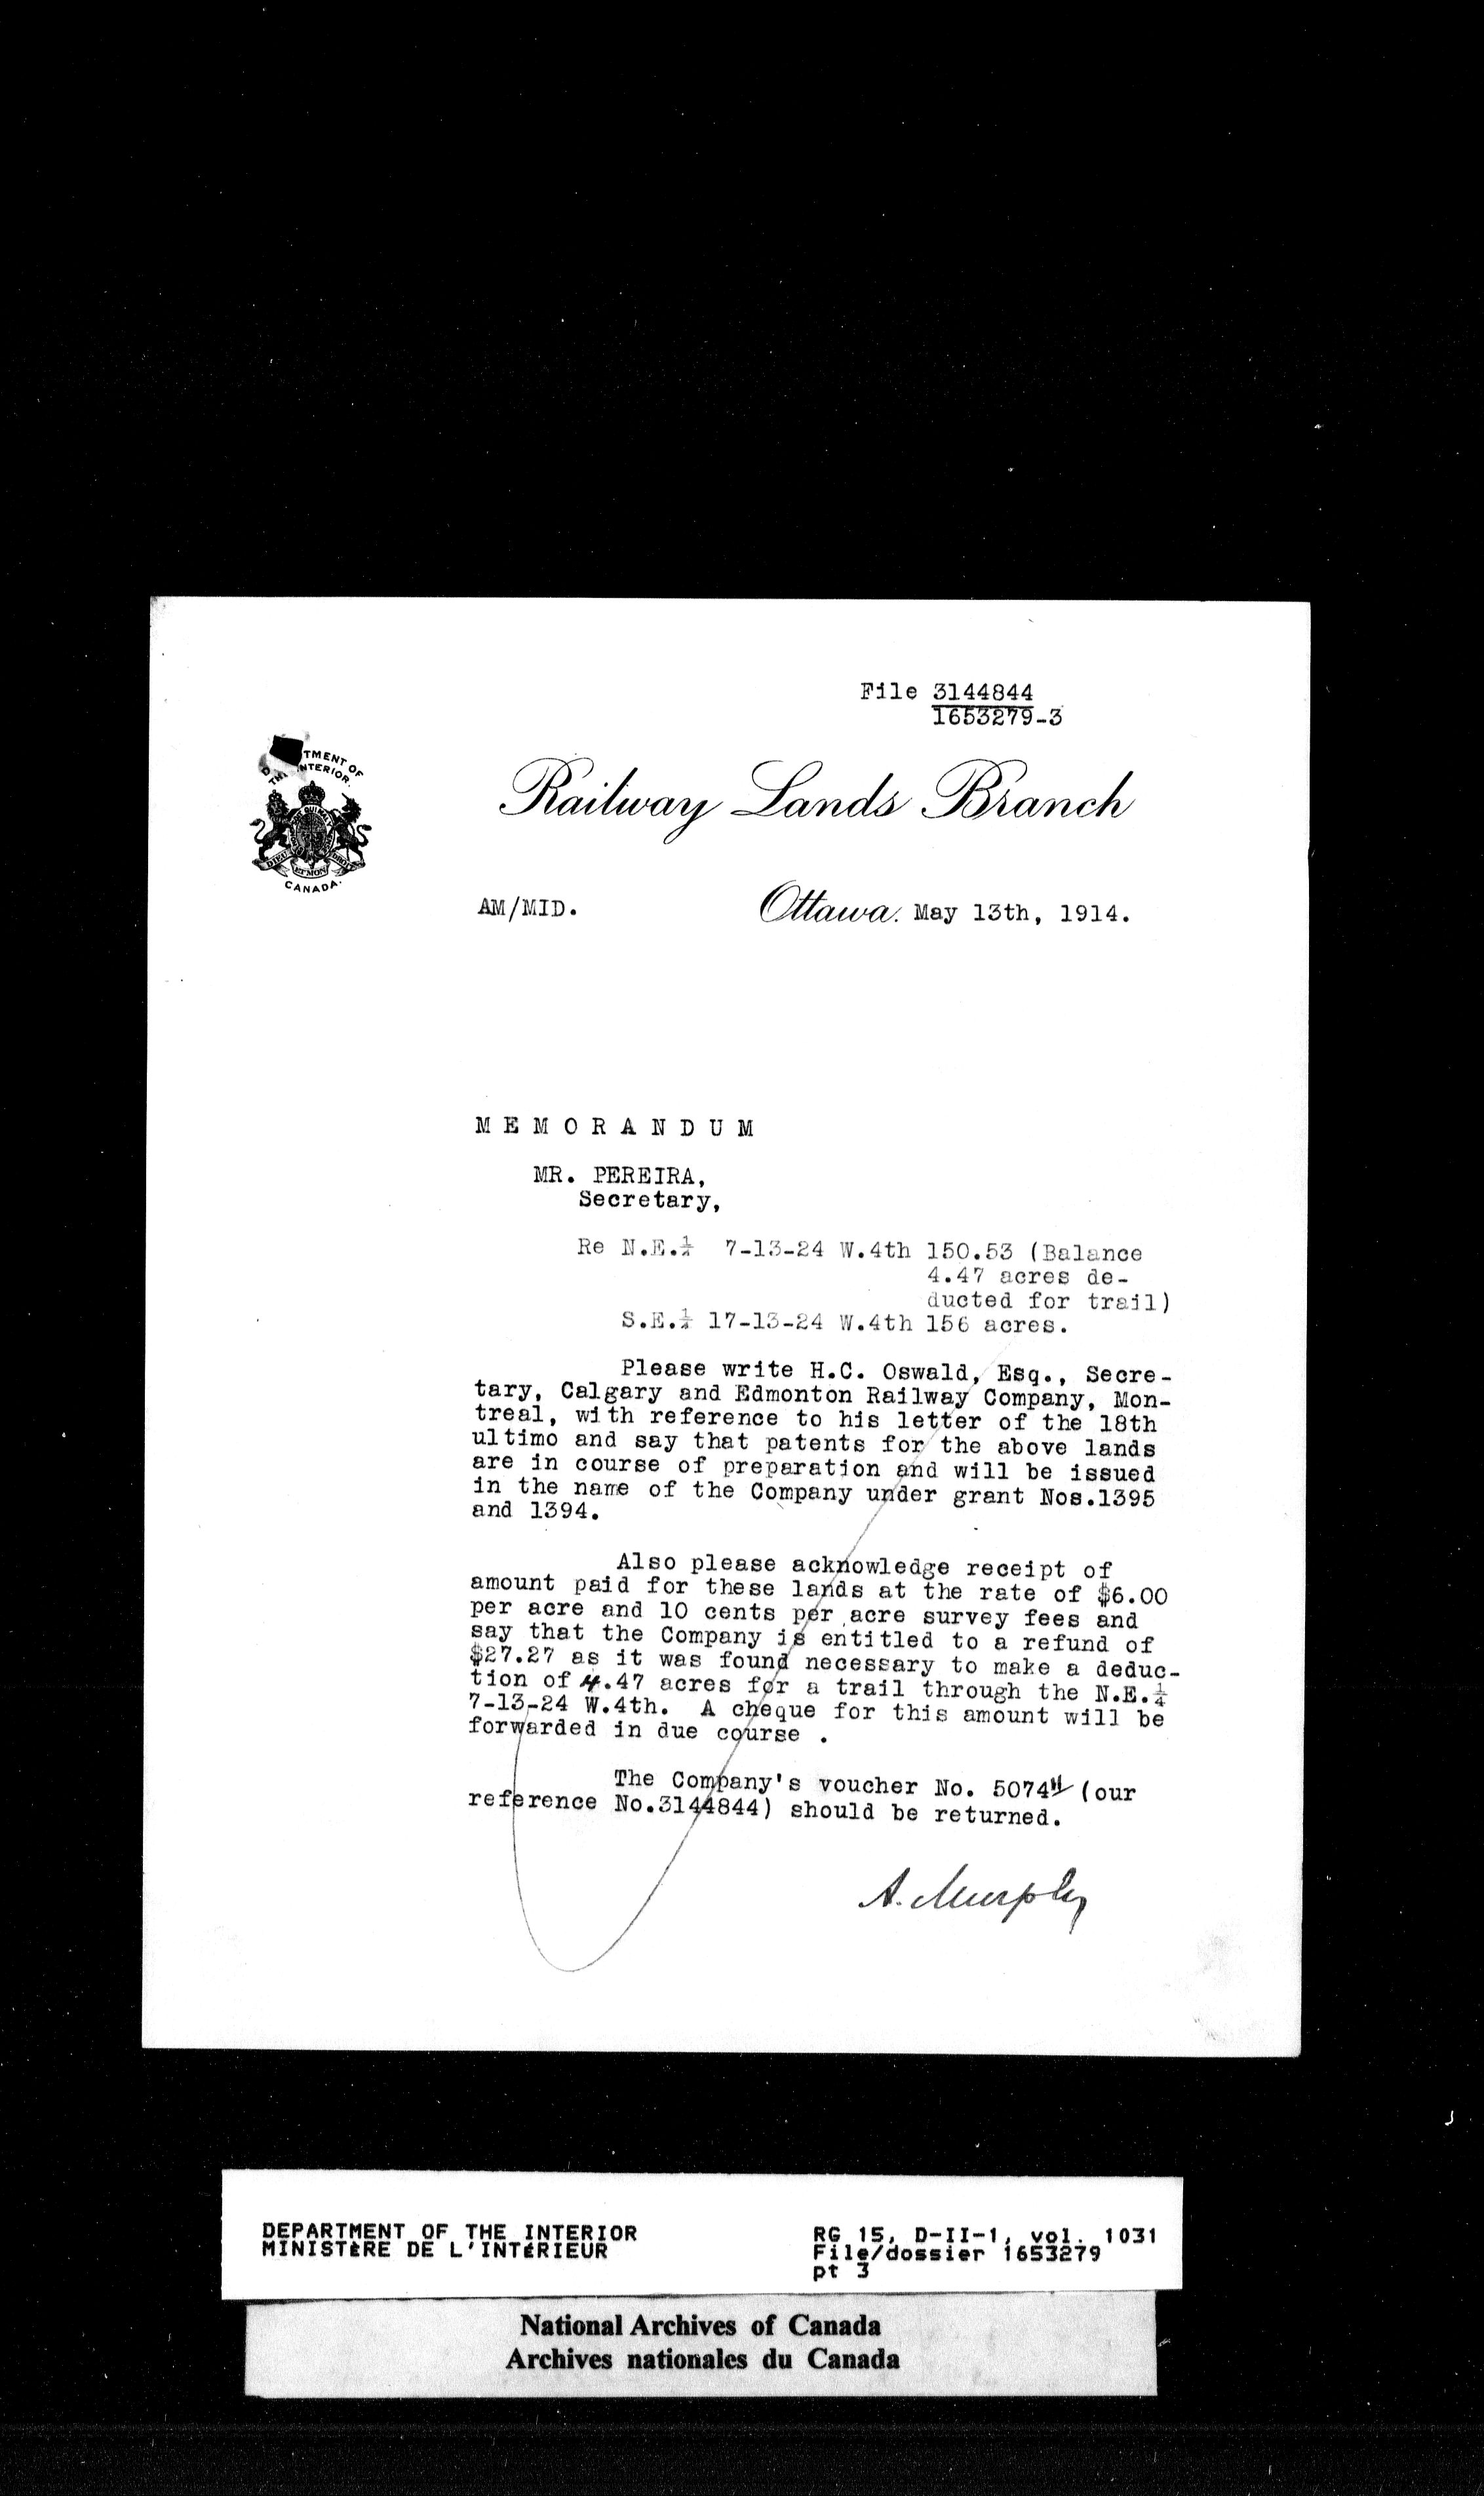 File 3144844
1653279-3
TMENT OF
INTERIOR.
DIEU ET MON DROIT
CANADA.
Railway Lands Branch
AM/MID.
Ottawa. May 13th, 1914.
MEMORANDUM
MR. PEREIRA,
Secretary,
Re N.E.¼ 7-13-24 W.4th 150.53 (Balance
4.47 acres de-
ducted for trail)
S.E.¼ 17-13-24 W.4th 156 acres.
Please write H.C. Oswald, Esq., Secre-
tary, Calgary and Edmonton Railway Company, Mon-
treal, with reference to his letter of the 18th
ultimo and say that patents for the above lands
are in course of preparation and will be issued
in the name of the Company under grant Nos.1395
and 1394.
Also please acknowledge receipt of
amount paid for these lands at the rate of $6.00
per acre and 10 cents per acre survey fees and
say that the Company is entitled to a refund of
$27.27 as it was found necessary to make a deduc-
tion of 4.47 acres for a trail through the N.E.¼
7-13-24 W.4th. A cheque for this amount will be
forwarded in due course .
The Company's voucher No. 5074 (our
reference No.3144844) should be returned.
A. Murphy
DEPARTMENT OF THE INTERIOR
MINISTÈRE DE L'INTÉRIEUR
RG 15, D-II-1, vol. 1031
File/dossier 1653279
pt 3
National Archives of Canada
Archives nationales du Canada